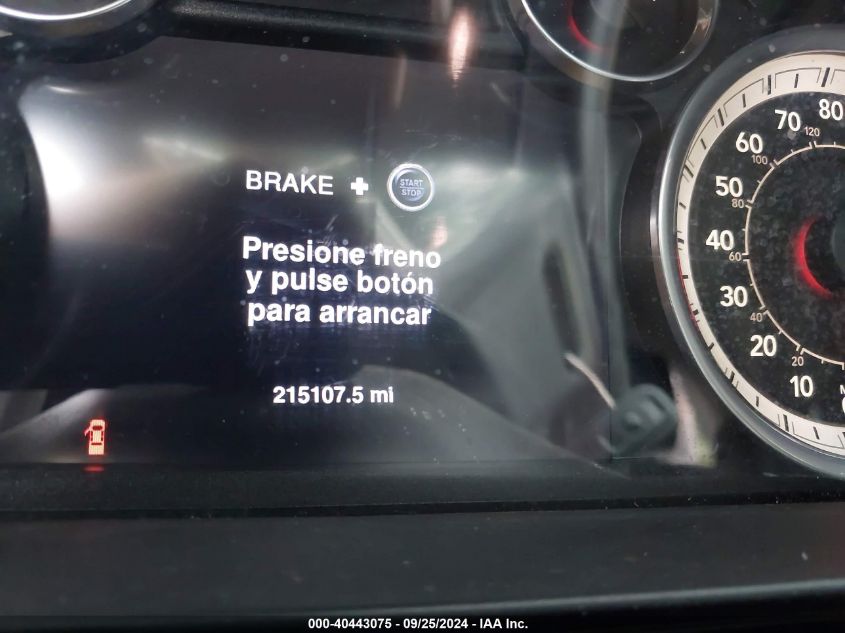 BRAKE + START STOP
Presione freno
y pulse botón
para arrancar
215107.5 mi
80
70
60
50
40
30
20
10
120
100
80
60
40
20
000-40443075 - 09/25/2024 - IAA Inc.